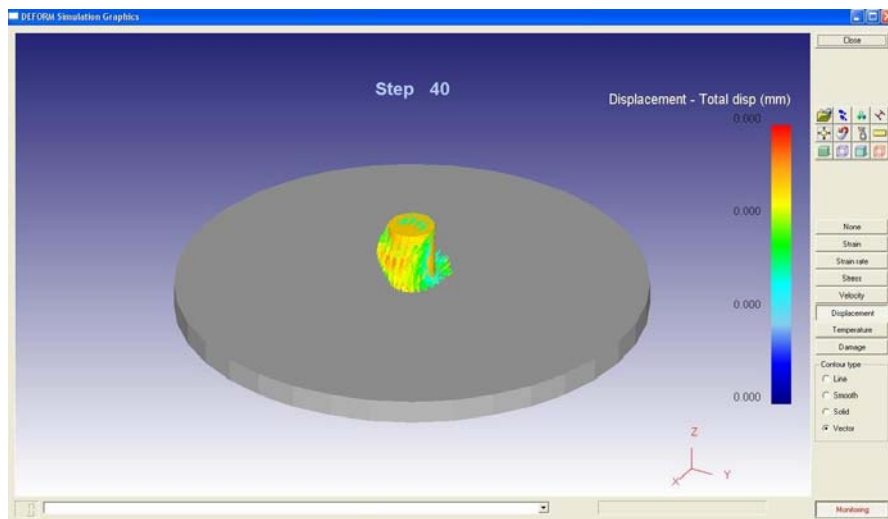 DEFORM Simulation Graphics
Close
Step 40
Displacement - Total disp (mm)
0.000
0.000
0.000
0.000
None
Strain
Strain rate
Stress
Velocity
Displacement
Temperature
Damage
Contour type
Line
Smooth
Solid
Vector
Z
X
Y
Monitoring